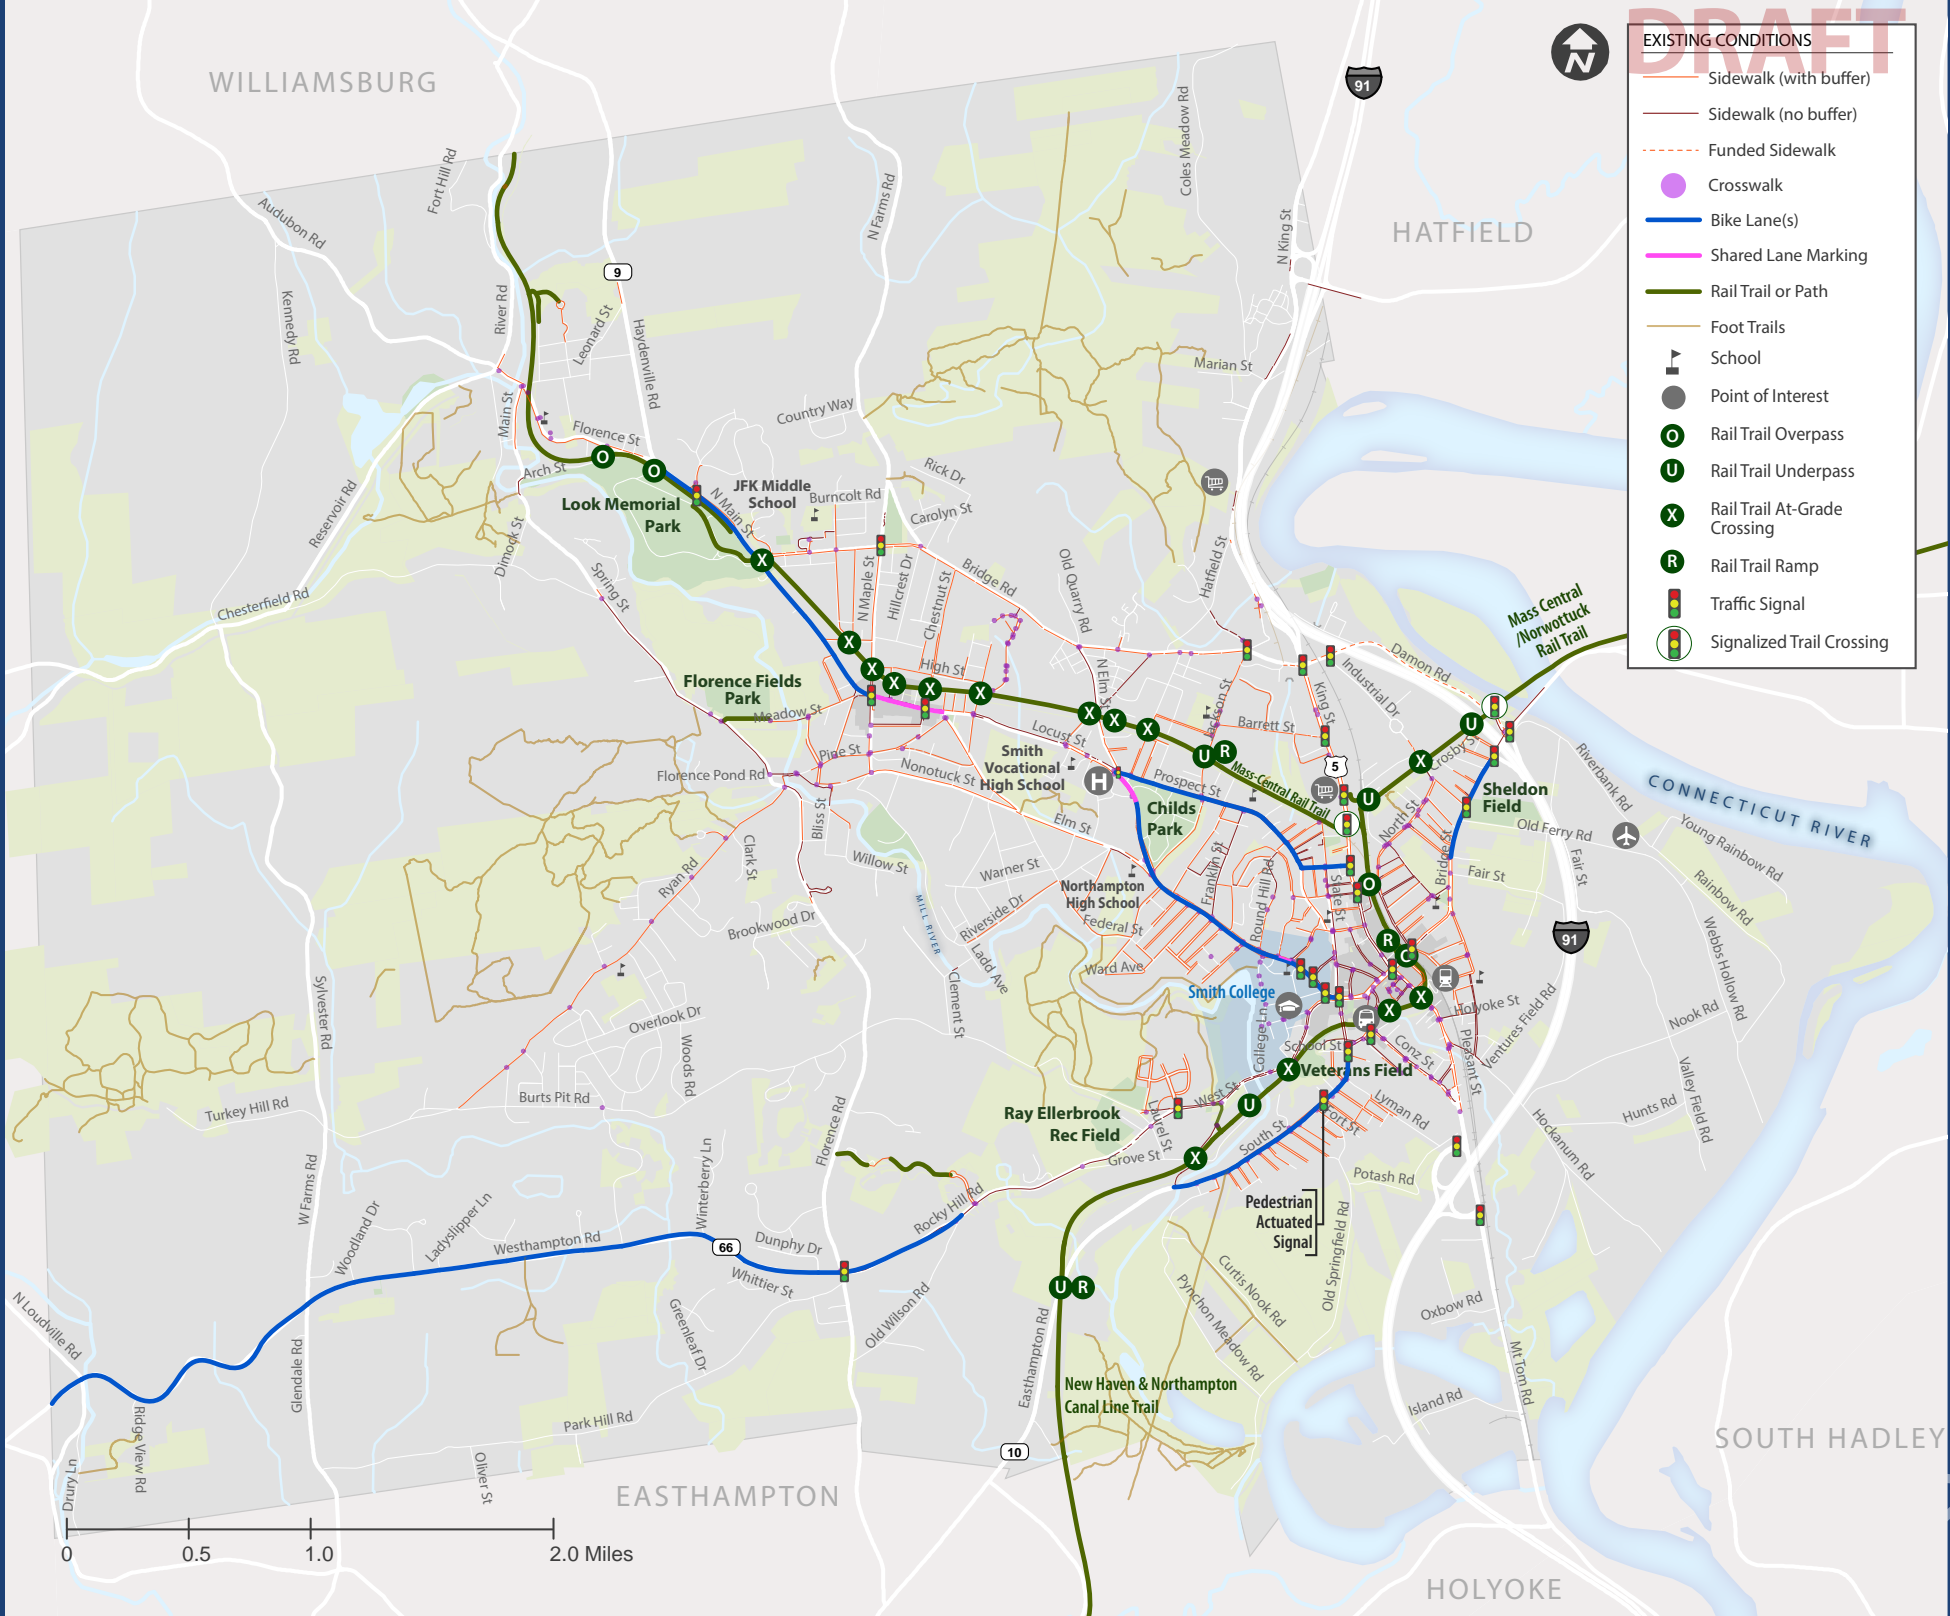 DRAFT
EXISTING CONDITIONS
Sidewalk (with buffer)
Sidewalk (no buffer)
Funded Sidewalk
Crosswalk
Bike Lane(s)
Shared Lane Marking
Rail Trail or Path
Foot Trails
School
Point of Interest
O Rail Trail Overpass
U Rail Trail Underpass
X Rail Trail At-Grade
Crossing
R Rail Trail Ramp
Traffic Signal
Signalized Trail Crossing
N
91
WILLIAMSBURG
HATFIELD
Audubon Rd
Fort Hill Rd
Kennedy Rd
River Rd
Leonard St
9
Haydenville Rd
N Farms Rd
Coles Meadow Rd
N King St
Marian St
Country Way
Main St
Florence St
Arch St
O
O
Look Memorial
Park
JFK Middle
School
N Main St
Burncolt Rd
Rick Dr
Carolyn St
Reservoir Rd
Dimock St
Spring St
Chesterfield Rd
X
N Maple St
Hillcrest Dr
Chestnut St
Bridge Rd
Old Quarry Rd
Hatfield St
Mass Central
/Norwottuck
Rail Trail
X
X
X
X
X
High St
N Elm St
Jackson St
King St
Industrial Dr
Damon Rd
Florence Fields
Park
Meadow St
Pine St
Florence Pond Rd
Nonotuck St
Locust St
Smith
Vocational
High School
H
X
X
X
U
R
Barrett St
Mass-Central Rail Trail
Prospect St
5
U
X
U
Crosby St
Riverbank Rd
CONNECTICUT RIVER
Sheldon
Field
Old Ferry Rd
Young Rainbow Rd
Rainbow Rd
Fair St
Fair St
Bridge St
North St
Childs
Park
Elm St
Bliss St
Clark St
Ryan Rd
Willow St
Warner St
Northampton
High School
Franklin St
Round Hill Rd
State St
O
Brookwood Dr
MILL RIVER
Riverside Dr
Federal St
Ladd Ave
Ward Ave
Clement St
R
C
91
Webbs Hollow Rd
Smith College
College Ln
X
X
Holyoke St
Ventures Field Rd
Nook Rd
Sylvester Rd
Overlook Dr
Woods Rd
School St
Conz St
Pleasant St
X
Veterans Field
Valley Field Rd
Turkey Hill Rd
Burts Pit Rd
Ray Ellerbrook
Rec Field
West St
U
Laurel St
Lyman Rd
Fort St
South St
Hunts Rd
Hockanum Rd
Grove St
X
Potash Rd
Florence Rd
Winterberry Ln
W Farms Rd
Woodland Dr
Ladyslipper Ln
Westhampton Rd
66
Dunphy Dr
Whittier St
Rocky Hill Rd
Pedestrian
Actuated
Signal
Old Springfield Rd
Curtis Nook Rd
Pynchon Meadow Rd
Oxbow Rd
U
R
Old Wilson Rd
Greenleaf Dr
N Loudville Rd
Glendale Rd
Easthampton Rd
New Haven & Northampton
Canal Line Trail
Mt Tom Rd
Island Rd
Park Hill Rd
Ridge View Rd
Drury Ln
Oliver St
10
SOUTH HADLEY
EASTHAMPTON
HOLYOKE
0 0.5 1.0 2.0 Miles